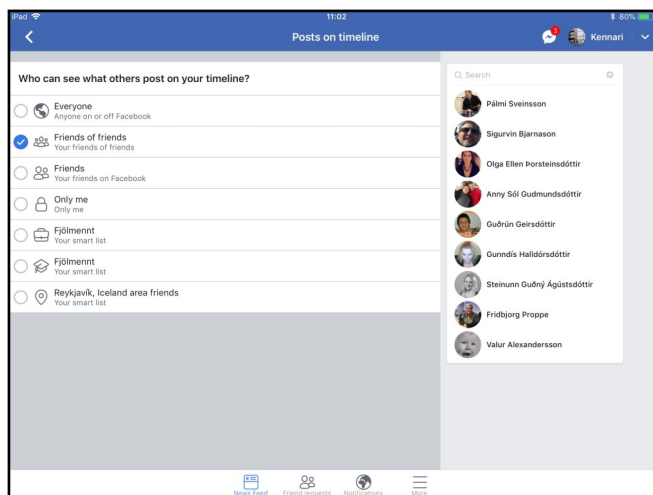 iPad 11:02 80%
Posts on timeline 3 Kennari
Who can see what others post on your timeline?
Everyone
Anyone on or off Facebook
Friends of friends
Your friends of friends
Friends
Your friends on Facebook
Only me
Only me
Fjölmennt
Your smart list
Fjölmennt
Your smart list
Reykjavík, Iceland area friends
Your smart list
Search
Pálmi Sveinsson
Sigurvin Bjarnason
Olga Ellen Þorsteinsdóttir
Anny Sól Gudmundsdóttir
Guðrún Geirsdóttir
Gunndís Halldórsdóttir
Steinunn Guðný Ágústsdóttir
Fridbjorg Proppe
Valur Alexandersson
News Feed Friend requests Notifications More